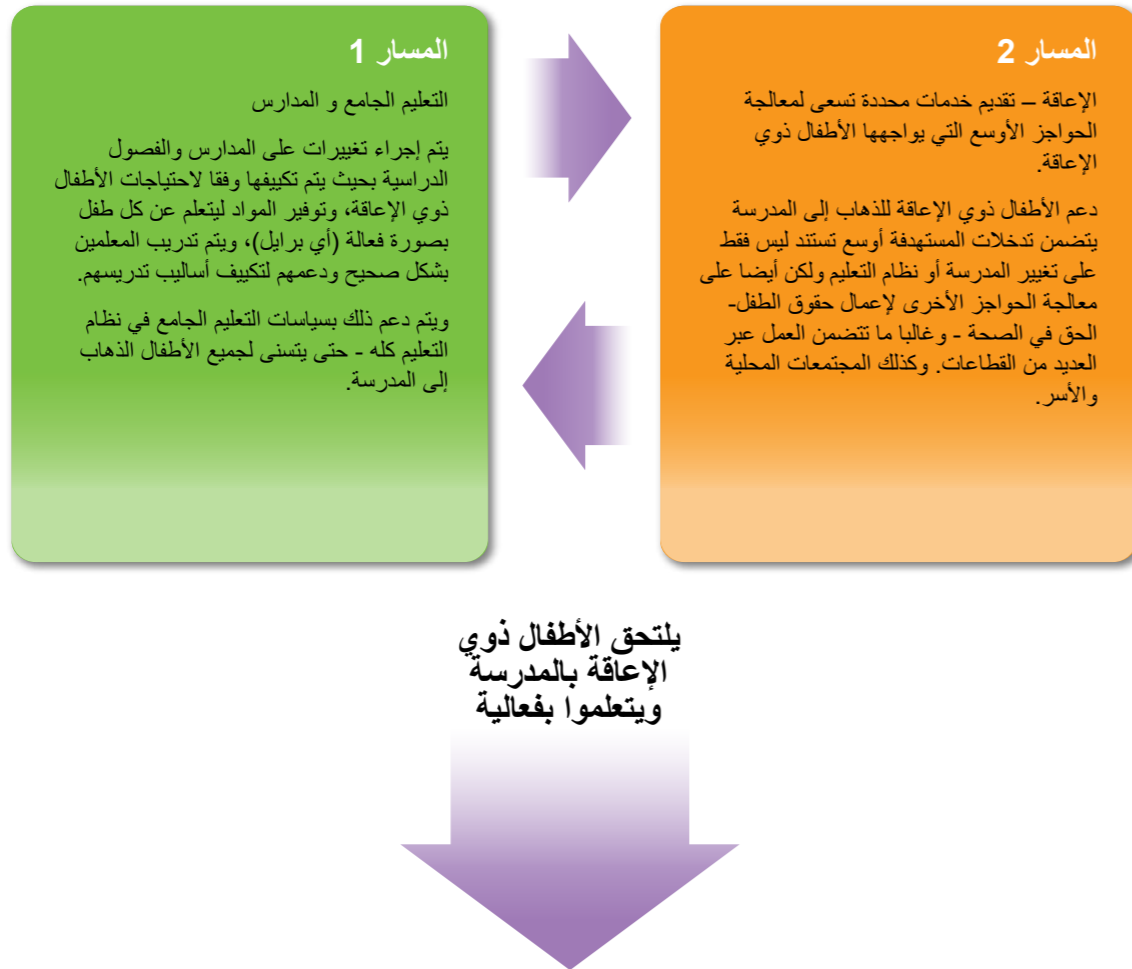 المسار 1
التعليم الجامع و المدارس
يتم إجراء تغييرات على المدارس والفصول
الدراسية بحيث يتم تكييفها وفقا لاحتياجات الأطفال
ذوي الإعاقة، وتوفير المواد ليتعلم عن كل طفل
بصورة فعالة (أي برايل)، ويتم تدريب المعلمين
بشكل صحيح ودعمهم لتكييف أساليب تدريسهم.
ويتم دعم ذلك بسياسات التعليم الجامع في نظام
التعليم كله - حتى يتسنى لجميع الأطفال الذهاب
إلى المدرسة.
المسار 2
الإعاقة – تقديم خدمات محددة تسعى لمعالجة
الحواجز الأوسع التي يواجهها الأطفال ذوي
الإعاقة.
دعم الأطفال ذوي الإعاقة للذهاب إلى المدرسة
يتضمن تدخلات المستهدفة أوسع تستند ليس فقط
على تغيير المدرسة أو نظام التعليم ولكن أيضا على
معالجة الحواجز الأخرى لإعمال حقوق الطفل-
الحق في الصحة - وغالبا ما تتضمن العمل عبر
العديد من القطاعات. وكذلك المجتمعات المحلية
والأسر.
يلتحق الأطفال ذوي
الإعاقة بالمدرسة
ويتعلموا بفعالية